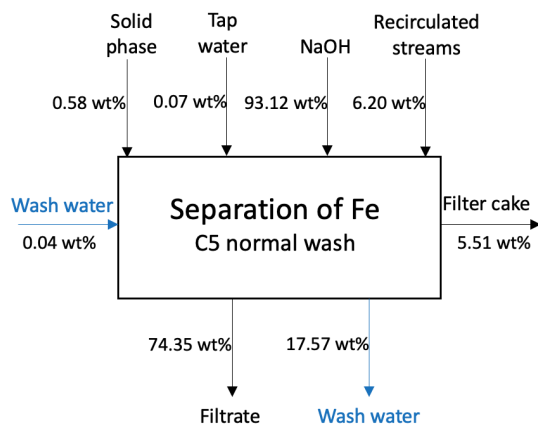 Solid
phase
Tap
water
NaOH
Recirculated
streams
0.58 wt%
0.07 wt%
93.12 wt%
6.20 wt%
Wash water
0.04 wt%
Separation of Fe
C5 normal wash
Filter cake
5.51 wt%
74.35 wt%
17.57 wt%
Filtrate
Wash water